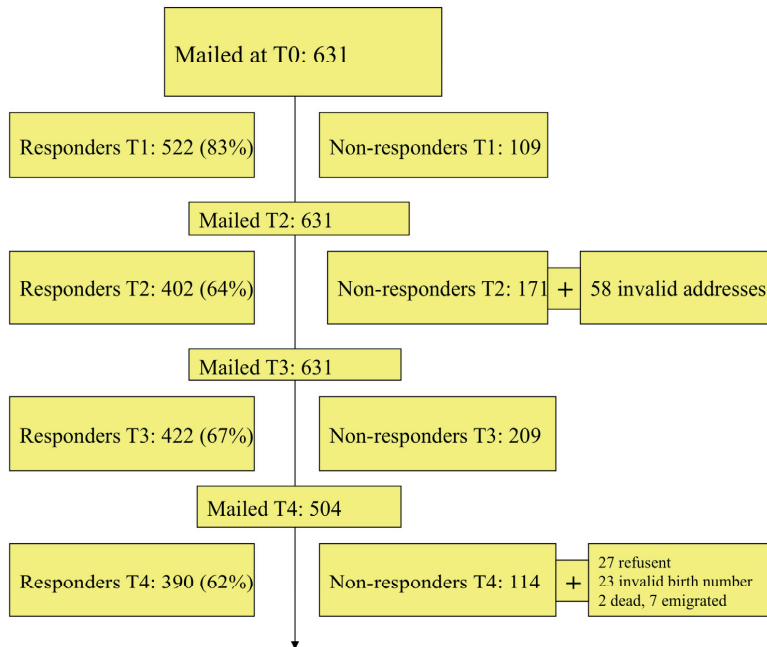 Mailed at T0: 631
Responders T1: 522 (83%)
Non-responders T1: 109
Mailed T2: 631
Responders T2: 402 (64%)
Non-responders T2: 171
+
58 invalid addresses
Mailed T3: 631
Responders T3: 422 (67%)
Non-responders T3: 209
Mailed T4: 504
Responders T4: 390 (62%)
Non-responders T4: 114
+
27 refusent
23 invalid birth number
2 dead, 7 emigrated